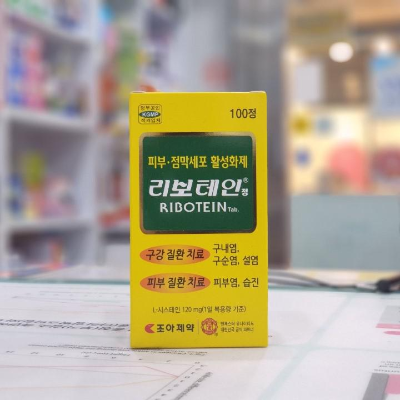 KGMP
100정
피부·점막세포 활성화제
리보테인® 정
RIBOTEIN Tab.
구강 질환 치료
구내염,
구순염, 설염
피부 질환 치료
피부염, 습진
L-시스테인 120 mg(1일 복용량 기준)
조아제약